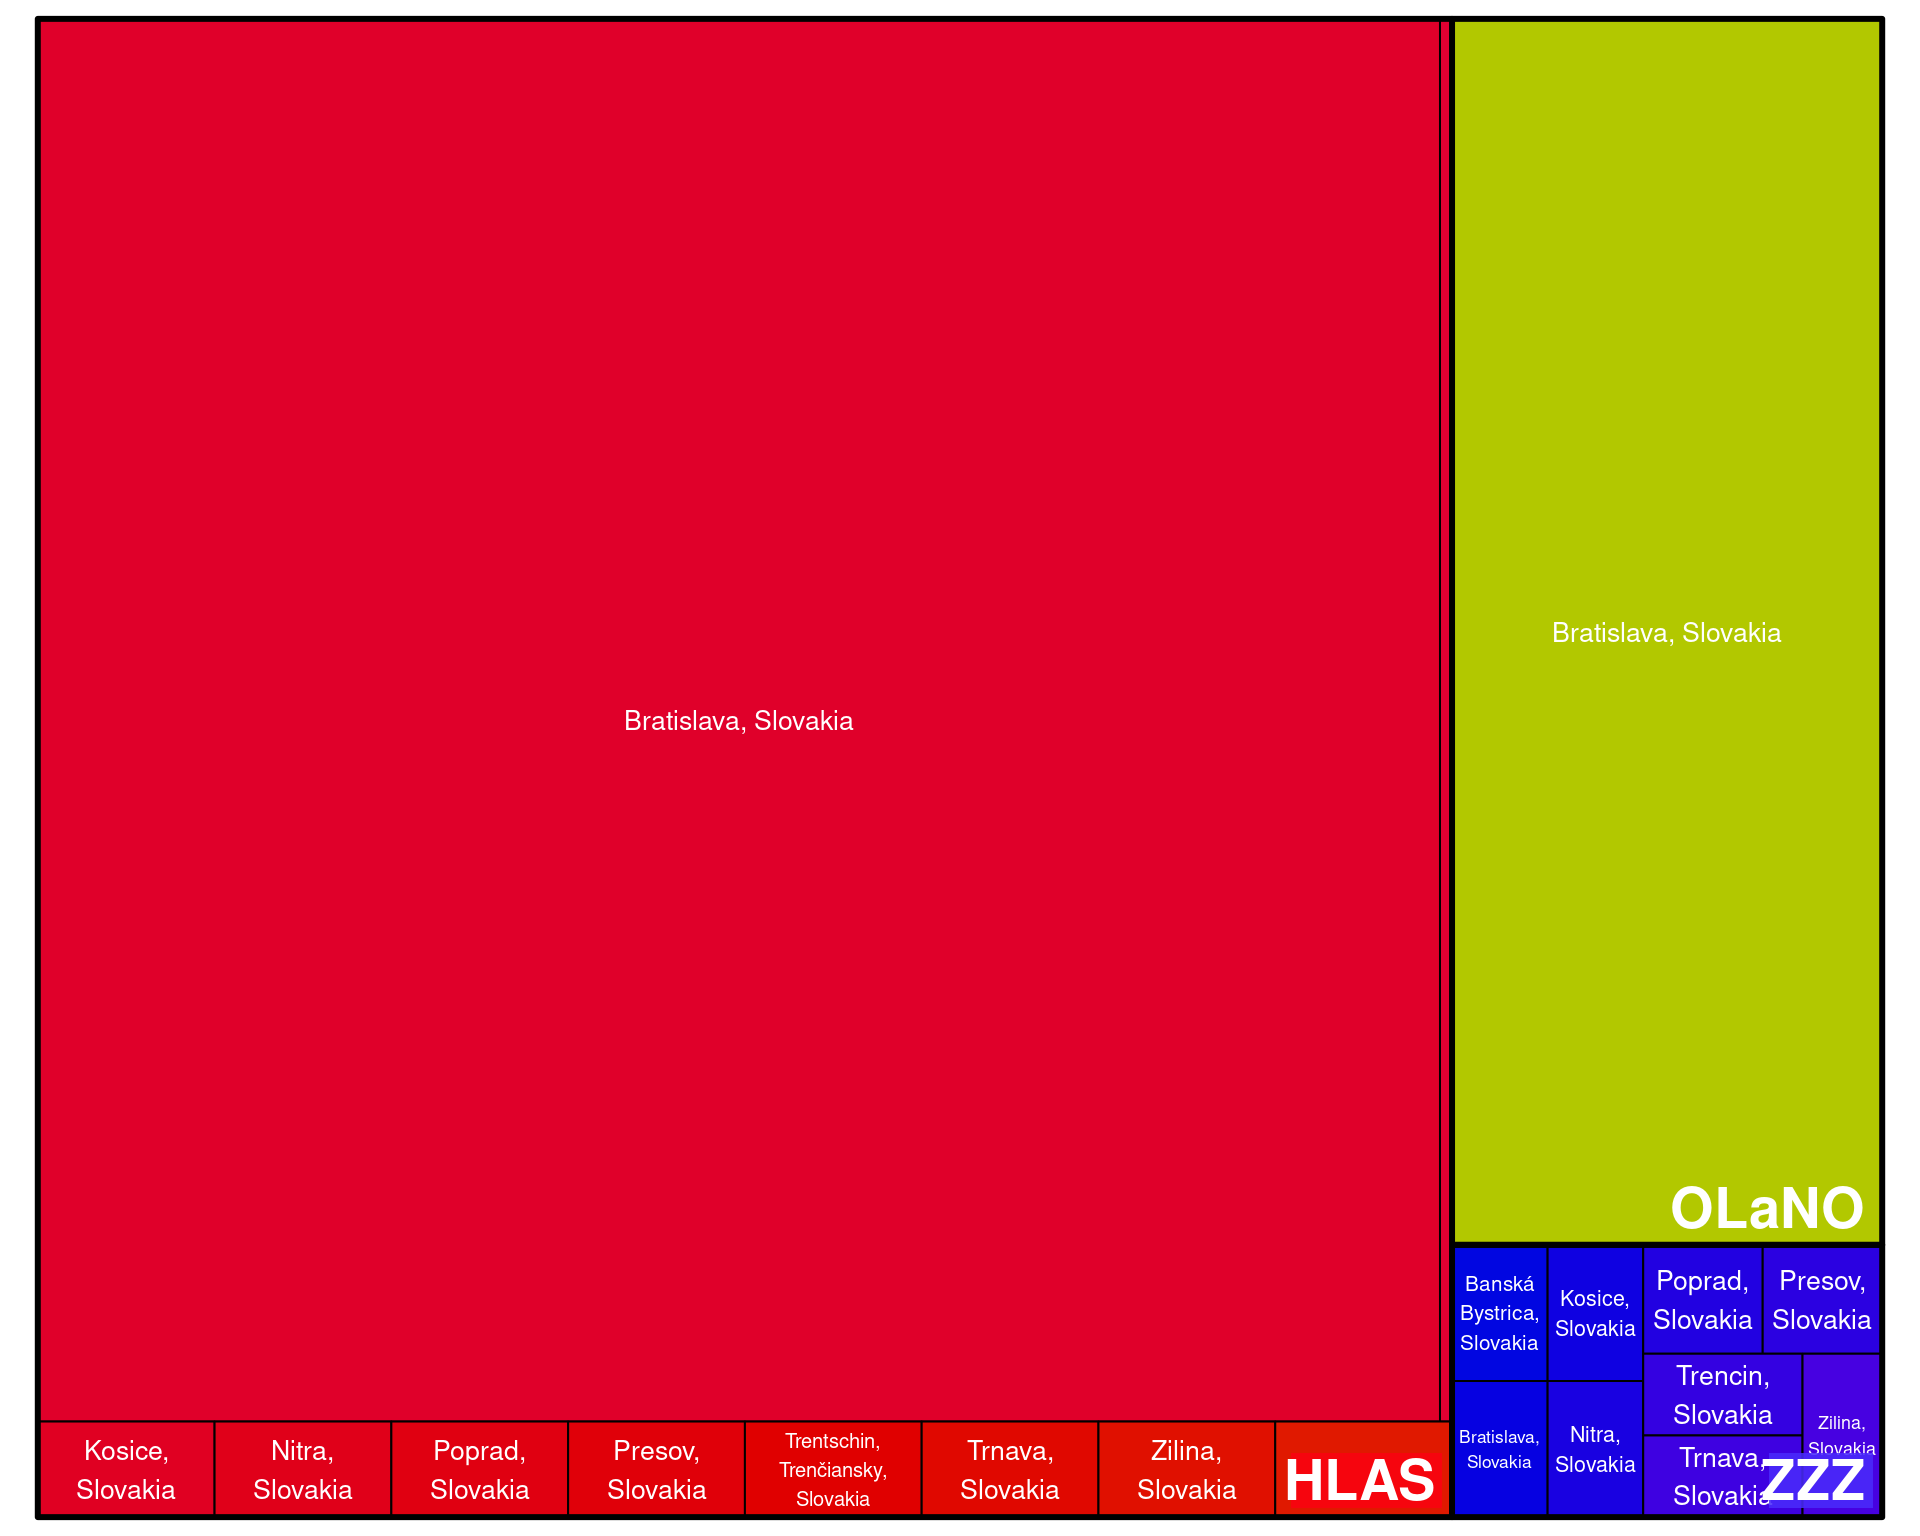 Bratislava, Slovakia
Kosice,
Slovakia
Nitra,
Slovakia
Poprad,
Slovakia
Presov,
Slovakia
Trentschin,
Trenčiansky,
Slovakia
Trnava,
Slovakia
Zilina,
Slovakia
HLAS
Bratislava, Slovakia
OLaNO
Banská
Bystrica,
Slovakia
Kosice,
Slovakia
Poprad,
Slovakia
Presov,
Slovakia
Bratislava,
Slovakia
Nitra,
Slovakia
Trencin,
Slovakia
Trnava,
Slovakia
Zilina,
Slovakia
ZZZ